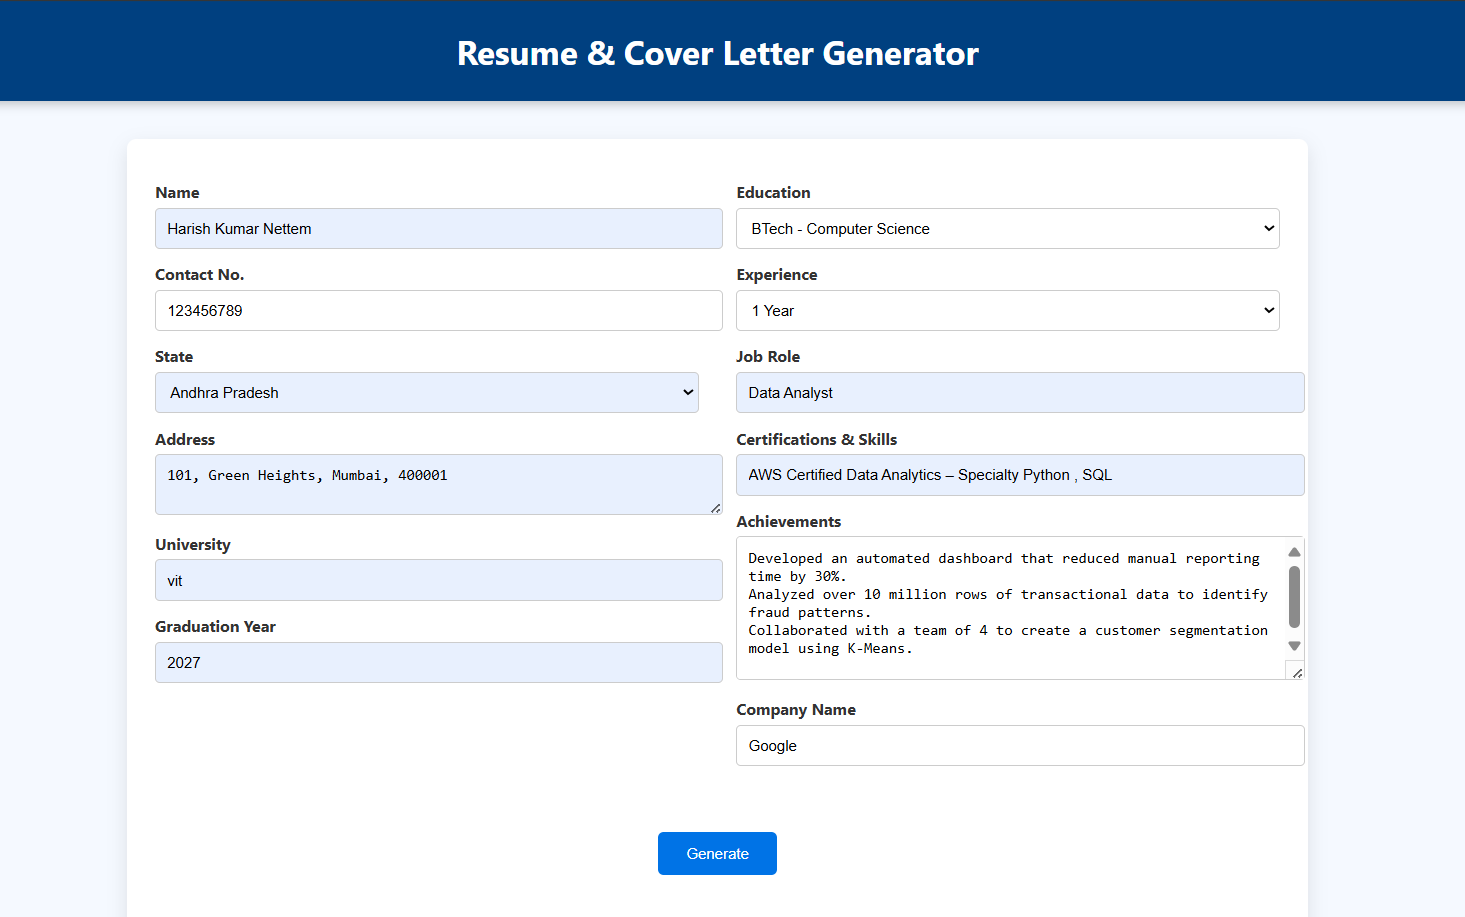 Resume & Cover Letter Generator
Name
Harish Kumar Nettem
Contact No.
123456789
State
Andhra Pradesh
Address
101, Green Heights, Mumbai, 400001
University
vit
Graduation Year
2027
Education
BTech - Computer Science
Experience
1 Year
Job Role
Data Analyst
Certifications & Skills
AWS Certified Data Analytics – Specialty Python , SQL
Achievements
Developed an automated dashboard that reduced manual reporting
time by 30%.
Analyzed over 10 million rows of transactional data to identify
fraud patterns.
Collaborated with a team of 4 to create a customer segmentation
model using K-Means.
Company Name
Google
Generate